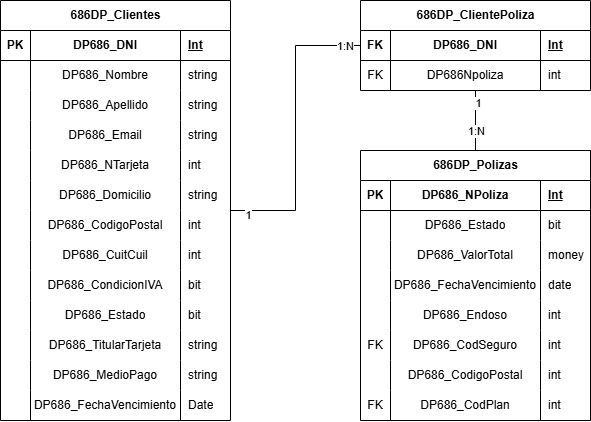 686DP_Clientes
PK DP686_DNI Int
DP686_Nombre string
DP686_Apellido string
DP686_Email string
DP686_NTarjeta int
DP686_Domicilio string
DP686_CodigoPostal int
DP686_CuitCuil int
DP686_CondicionIVA bit
DP686_Estado bit
DP686_TitularTarjeta string
DP686_MedioPago string
DP686_FechaVencimiento Date
1
1:N
686DP_ClientePoliza
FK DP686_DNI Int
FK DP686Npoliza int
1
1:N
686DP_Polizas
PK DP686_NPoliza Int
DP686_Estado bit
DP686_ValorTotal money
DP686_FechaVencimiento date
DP686_Endoso int
FK DP686_CodSeguro int
DP686_CodigoPostal int
FK DP686_CodPlan int